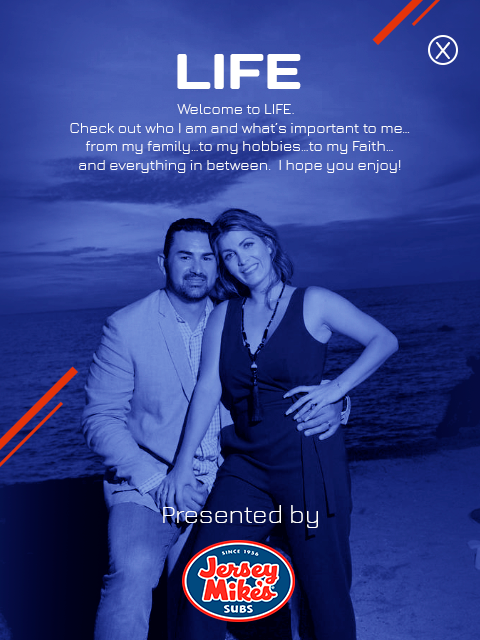 LIFE
Welcome to LIFE.
Check out who I am and what's important to me...
from my family...to my hobbies...to my Faith...
and everything in between. I hope you enjoy!
Presented by
SINCE 1956
Jersey
Mike's
SUBS